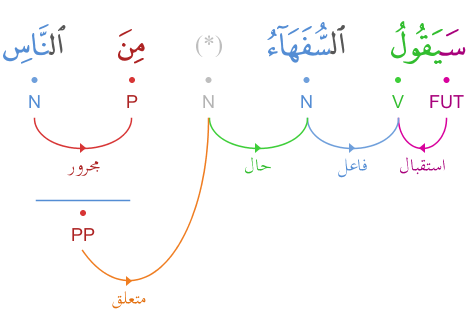 سَيَقُولُ ٱلسُّفَهَآءُ (*) مِنَ ٱلنَّاسِ
FUT V N N P N
استقبال فاعل حال مجرور
PP
متعلق